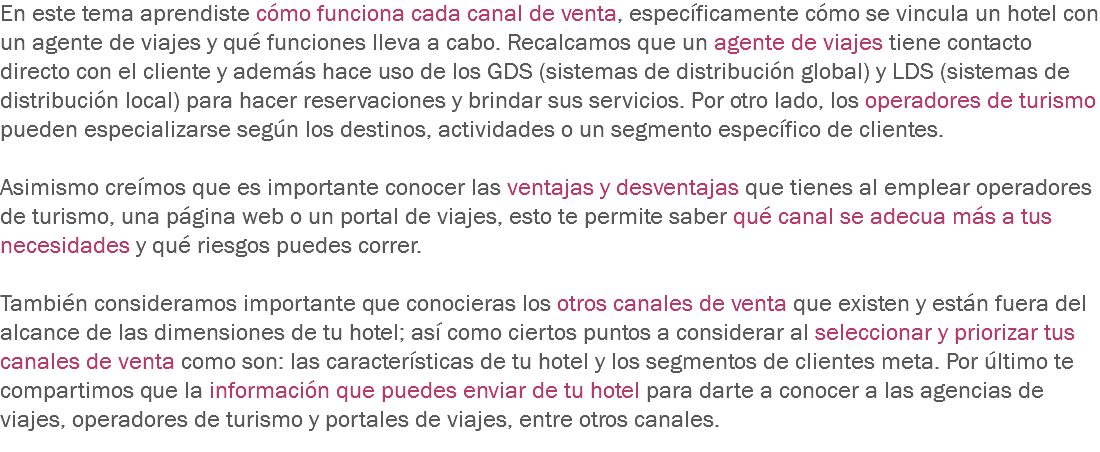 En este tema aprendiste cómo funciona cada canal de venta, específicamente cómo se vincula un hotel con
un agente de viajes y qué funciones lleva a cabo. Recalcamos que un agente de viajes tiene contacto
directo con el cliente y además hace uso de los GDS (sistemas de distribución global) y LDS (sistemas de
distribución local) para hacer reservaciones y brindar sus servicios. Por otro lado, los operadores de turismo
pueden especializarse según los destinos, actividades o un segmento específico de clientes.
Asimismo creímos que es importante conocer las ventajas y desventajas que tienes al emplear operadores
de turismo, una página web o un portal de viajes, esto te permite saber qué canal se adecua más a tus
necesidades y qué riesgos puedes correr.
También consideramos importante que conocieras los otros canales de venta que existen y están fuera del
alcance de las dimensiones de tu hotel; así como ciertos puntos a considerar al seleccionar y priorizar tus
canales de venta como son: las características de tu hotel y los segmentos de clientes meta. Por último te
compartimos que la información que puedes enviar de tu hotel para darte a conocer a las agencias de
viajes, operadores de turismo y portales de viajes, entre otros canales.